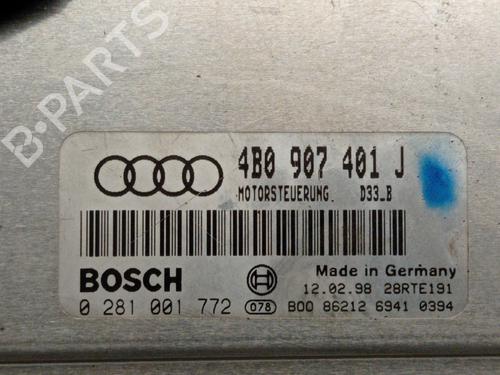 B-PARTS
4B0 907 401 J
MOTORSTEUERUNG. D33_B
BOSCH
Made in Germany
12.02.98 28RTE191
0 281 001 772 078 B00 86212 6941 0394